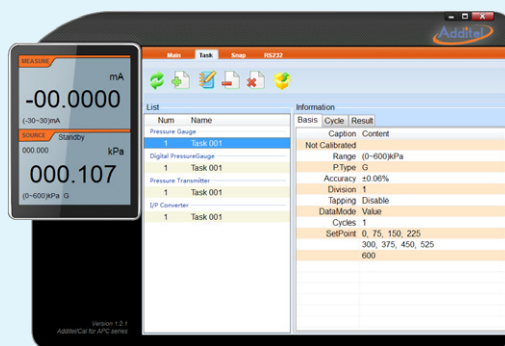 Additel
MEASURE
mA
-00.0000
(-30~30)mA
SOURCE Standby
000.000 kPa
000.107
(0~600)kPa G
Version 1.2.1
Additel/Cal for APC series
Main Task Snap RS232
List
Num Name
Pressure Gauge
1 Task 001
Digital PressureGauge
1 Task 001
Pressure Transmitter
1 Task 001
I/P Converter
1 Task 001
Information
Basis Cycle Result
Caption Content
Not Calibrated
Range (0~600)kPa
P.Type G
Accuracy ±0.06%
Division 1
Tapping Disable
DataMode Value
Cycles 1
SetPoint 0, 75, 150, 225
300, 375, 450, 525
600